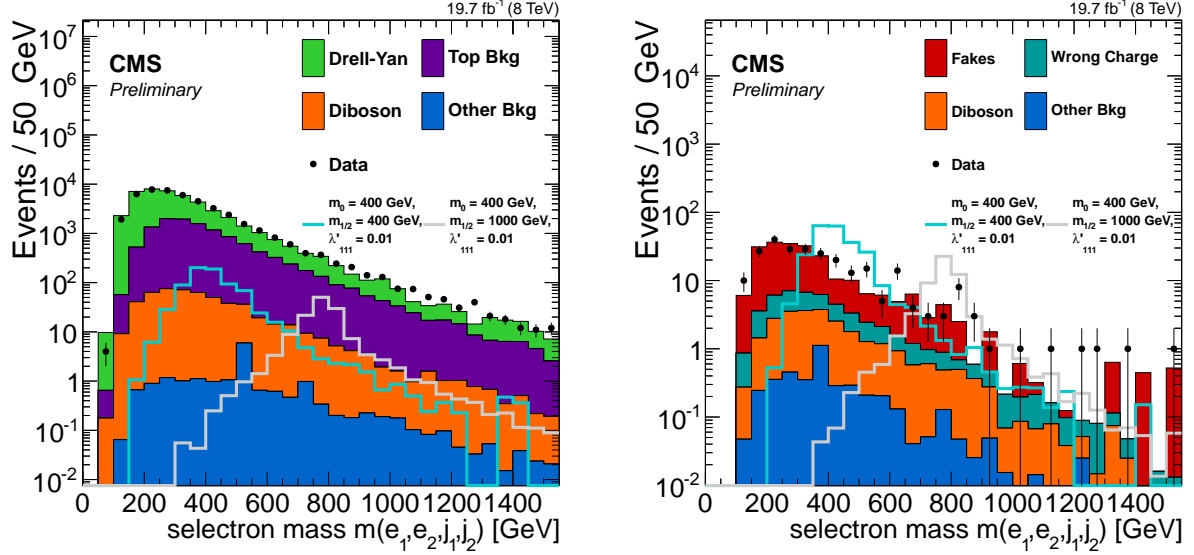 19.7 fb⁻¹ (8 TeV)
Events / 50 GeV
10⁷
10⁶
10⁵
10⁴
10³
10²
10
1
10⁻¹
10⁻²
CMS
Preliminary
Drell-Yan
Top Bkg
Diboson
Other Bkg
Data
m₀ = 400 GeV,
m₁/₂ = 400 GeV,
λ'₁₁₁ = 0.01
m₀ = 400 GeV,
m₁/₂ = 1000 GeV,
λ'₁₁₁ = 0.01
0 200 400 600 800 1000 1200 1400
selectron mass m(e₁,e₂,j₁,j₂) [GeV]
19.7 fb⁻¹ (8 TeV)
Events / 50 GeV
10⁴
10³
10²
10
1
10⁻¹
10⁻²
CMS
Preliminary
Fakes
Wrong Charge
Diboson
Other Bkg
Data
m₀ = 400 GeV,
m₁/₂ = 400 GeV,
λ'₁₁₁ = 0.01
m₀ = 400 GeV,
m₁/₂ = 1000 GeV,
λ'₁₁₁ = 0.01
0 200 400 600 800 1000 1200 1400
selectron mass m(e₁,e₂,j₁,j₂) [GeV]